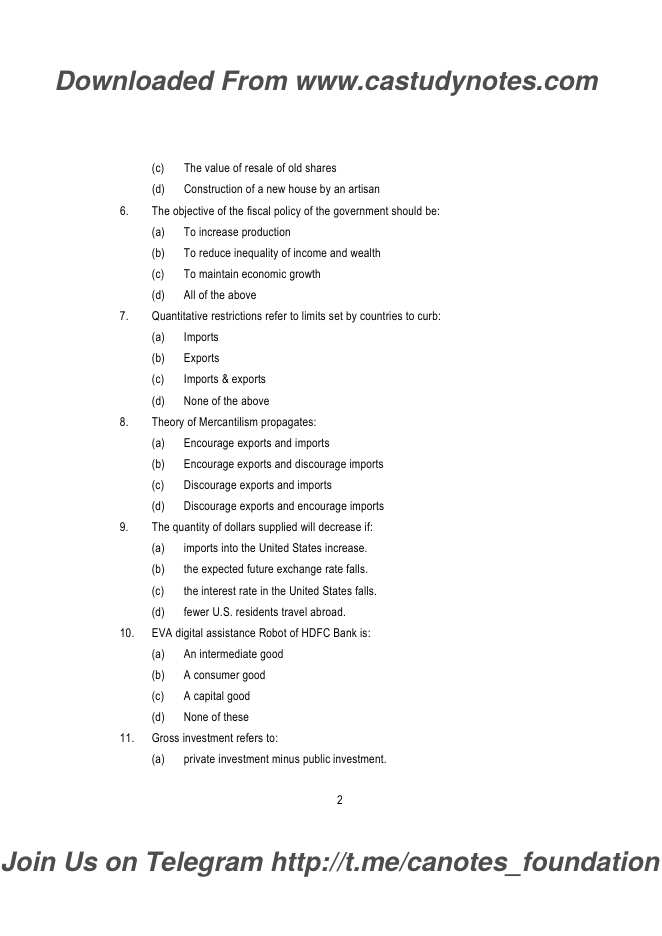 Downloaded From www.castudynotes.com
(c) The value of resale of old shares
(d) Construction of a new house by an artisan
6. The objective of the fiscal policy of the government should be:
(a) To increase production
(b) To reduce inequality of income and wealth
(c) To maintain economic growth
(d) All of the above
7. Quantitative restrictions refer to limits set by countries to curb:
(a) Imports
(b) Exports
(c) Imports & exports
(d) None of the above
8. Theory of Mercantilism propagates:
(a) Encourage exports and imports
(b) Encourage exports and discourage imports
(c) Discourage exports and imports
(d) Discourage exports and encourage imports
9. The quantity of dollars supplied will decrease if:
(a) imports into the United States increase.
(b) the expected future exchange rate falls.
(c) the interest rate in the United States falls.
(d) fewer U.S. residents travel abroad.
10. EVA digital assistance Robot of HDFC Bank is:
(a) An intermediate good
(b) A consumer good
(c) A capital good
(d) None of these
11. Gross investment refers to:
(a) private investment minus public investment.
2
Join Us on Telegram http://t.me/canotes_foundation